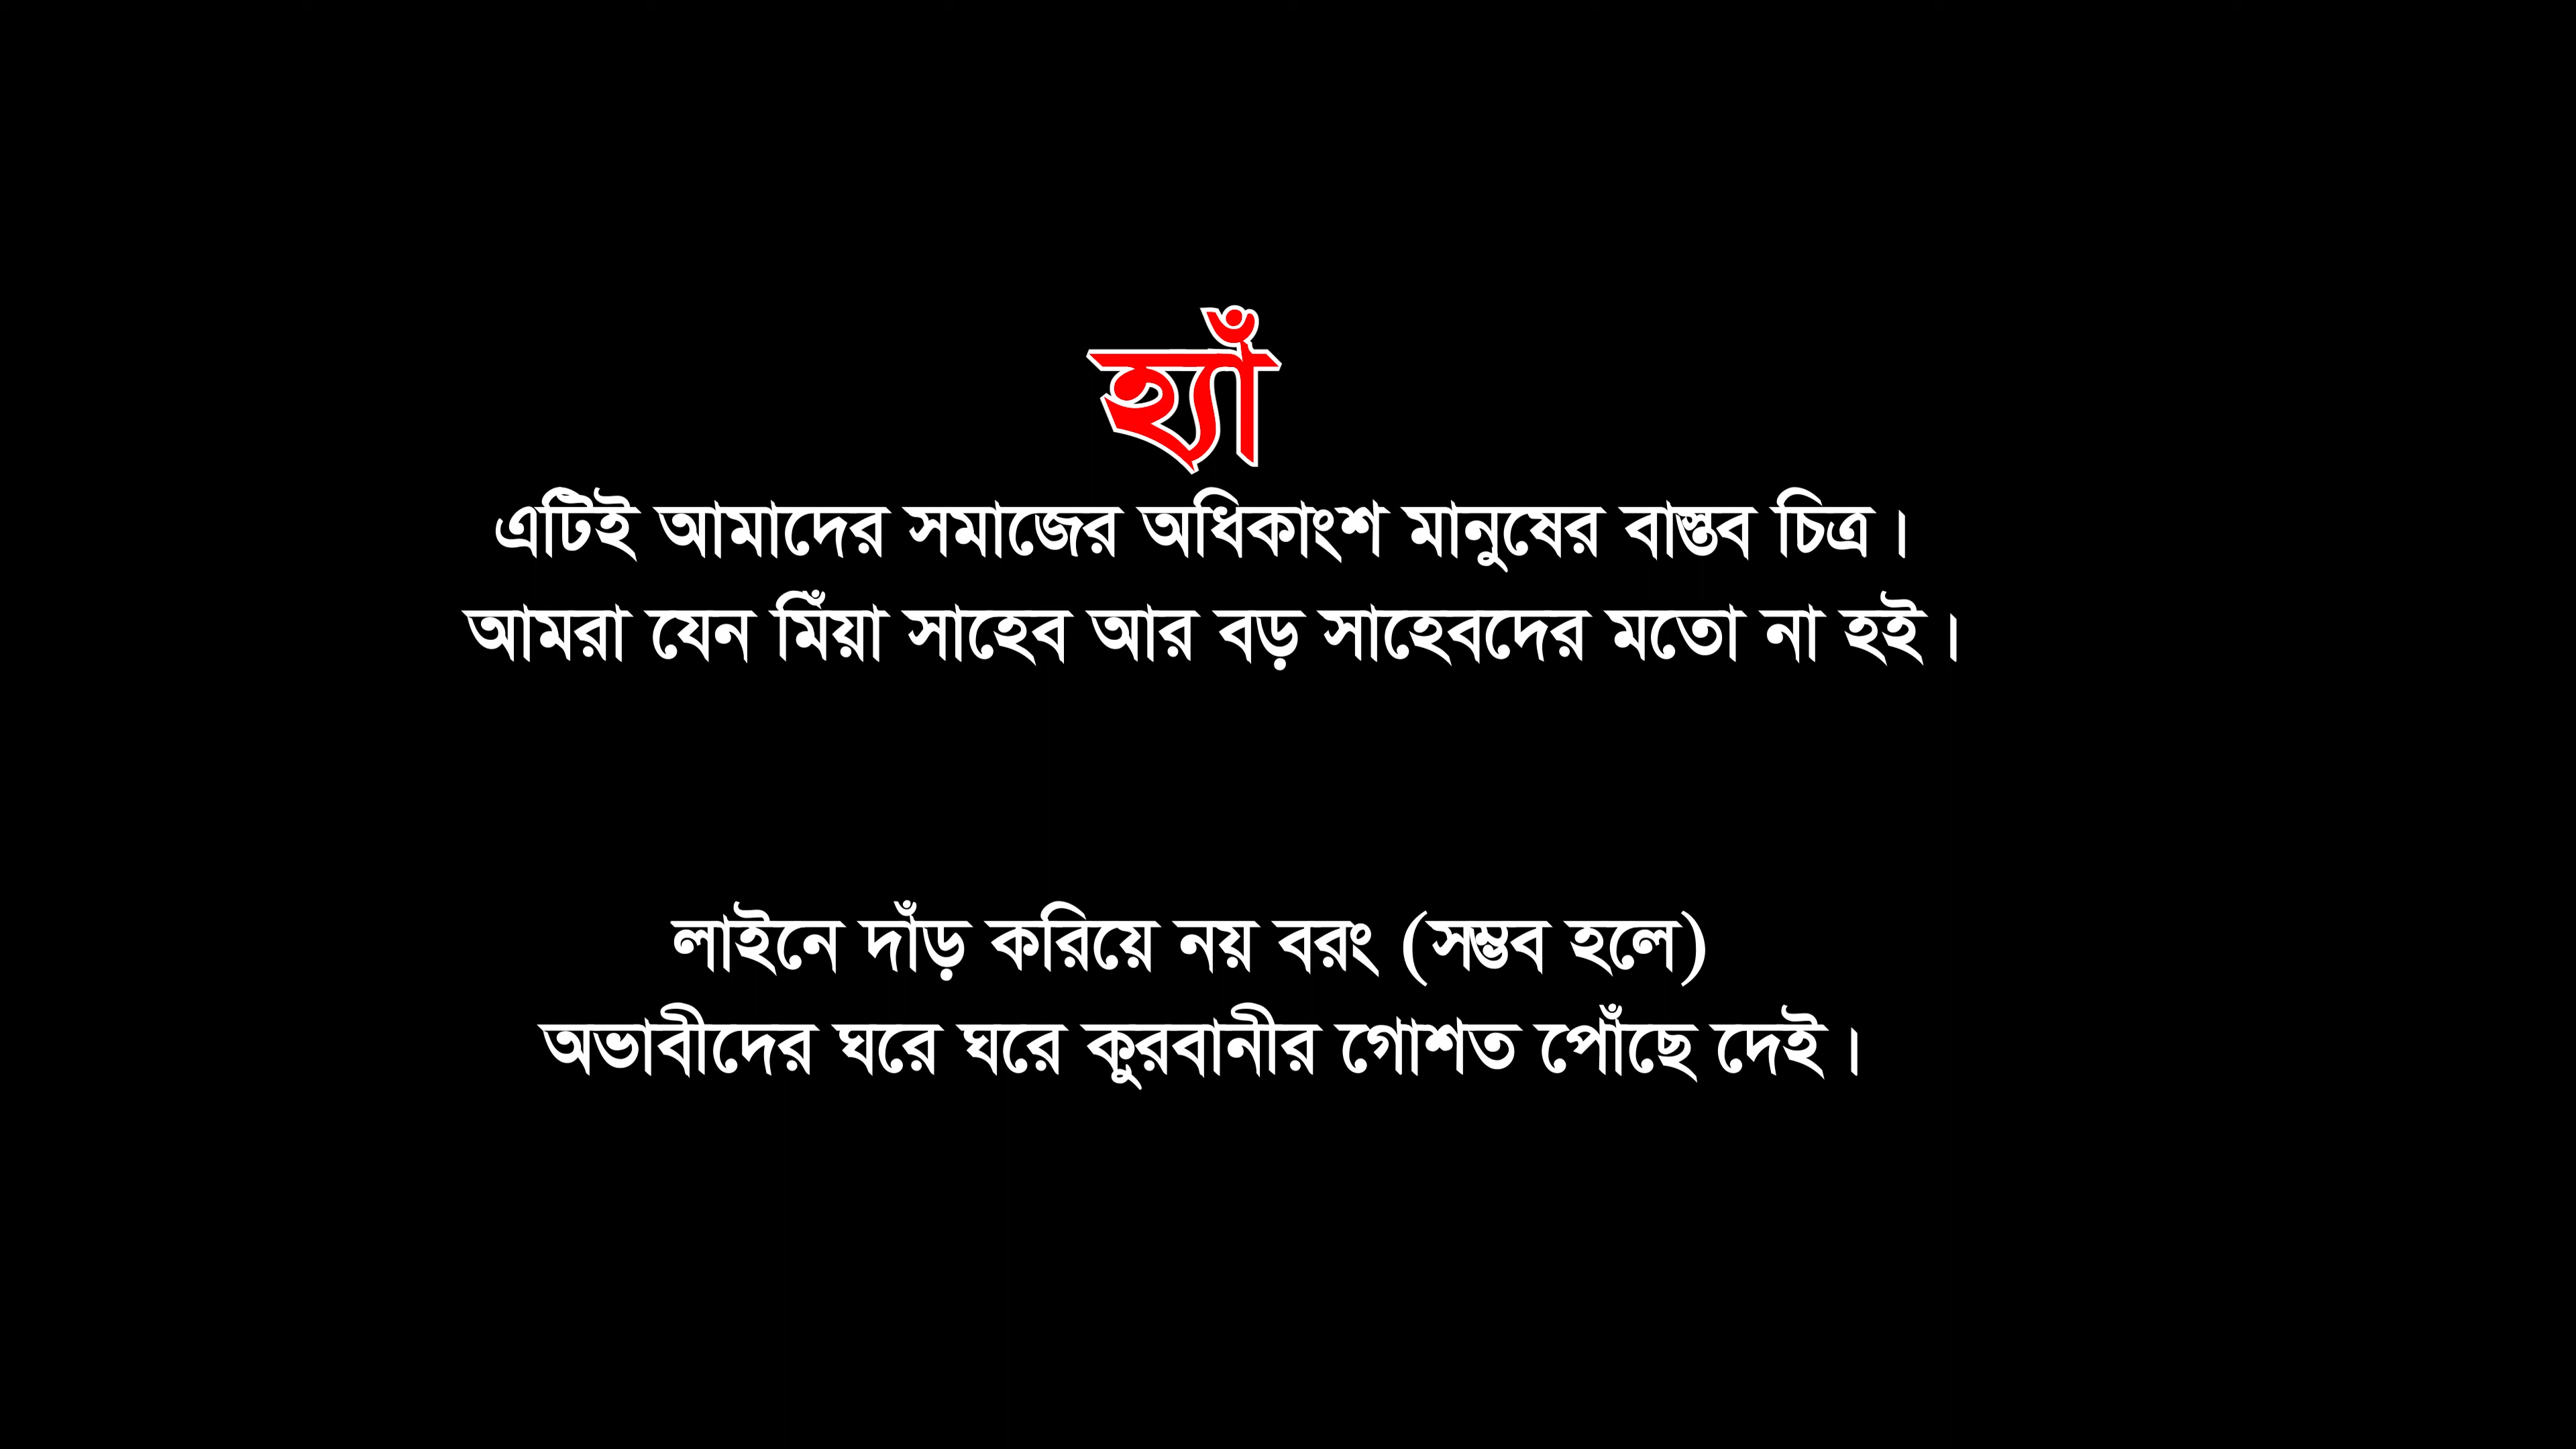 হ্যাঁ
এটিই আমাদের সমাজের অধিকাংশ মানুষের বাস্তব চিত্র।
আমরা যেন মিঁয়া সাহেব আর বড় সাহেবদের মতো না হই।
লাইনে দাঁড় করিয়ে নয় বরং (সম্ভব হলে)
অভাবীদের ঘরে ঘরে কুরবানীর গোশত পোঁছে দেই।